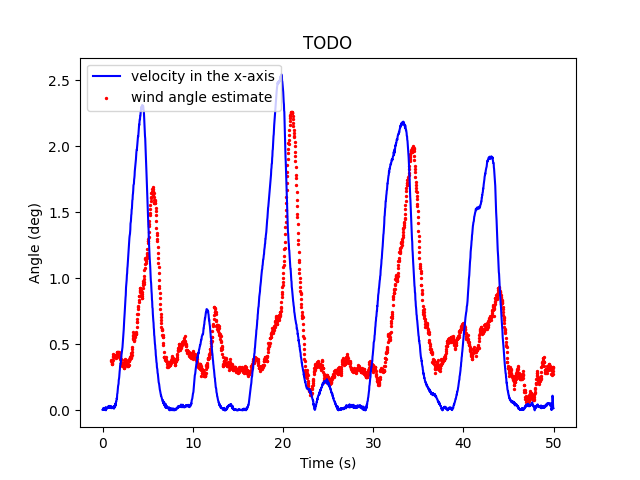 TODO
velocity in the x-axis
wind angle estimate
Angle (deg)
2.5
2.0
1.5
1.0
0.5
0.0
0 10 20 30 40 50
Time (s)